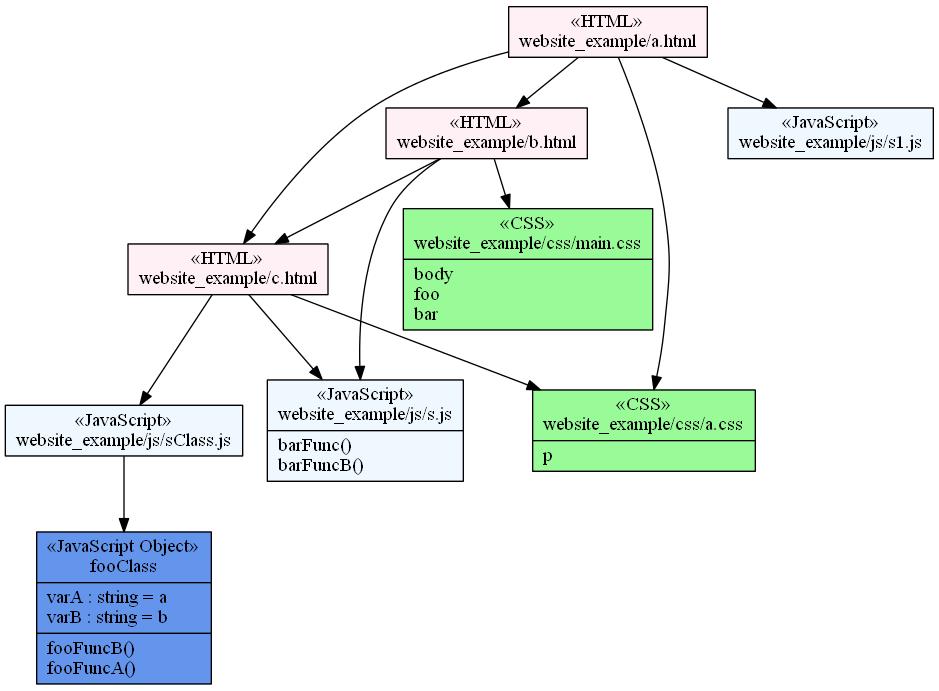 «HTML»
website_example/a.html
«HTML»
website_example/b.html
«JavaScript»
website_example/js/s1.js
«CSS»
website_example/css/main.css
body
foo
bar
«HTML»
website_example/c.html
«JavaScript»
website_example/js/s.js
barFunc()
barFuncB()
«CSS»
website_example/css/a.css
p
«JavaScript»
website_example/js/sClass.js
«JavaScript Object»
fooClass
varA : string = a
varB : string = b
fooFuncB()
fooFuncA()